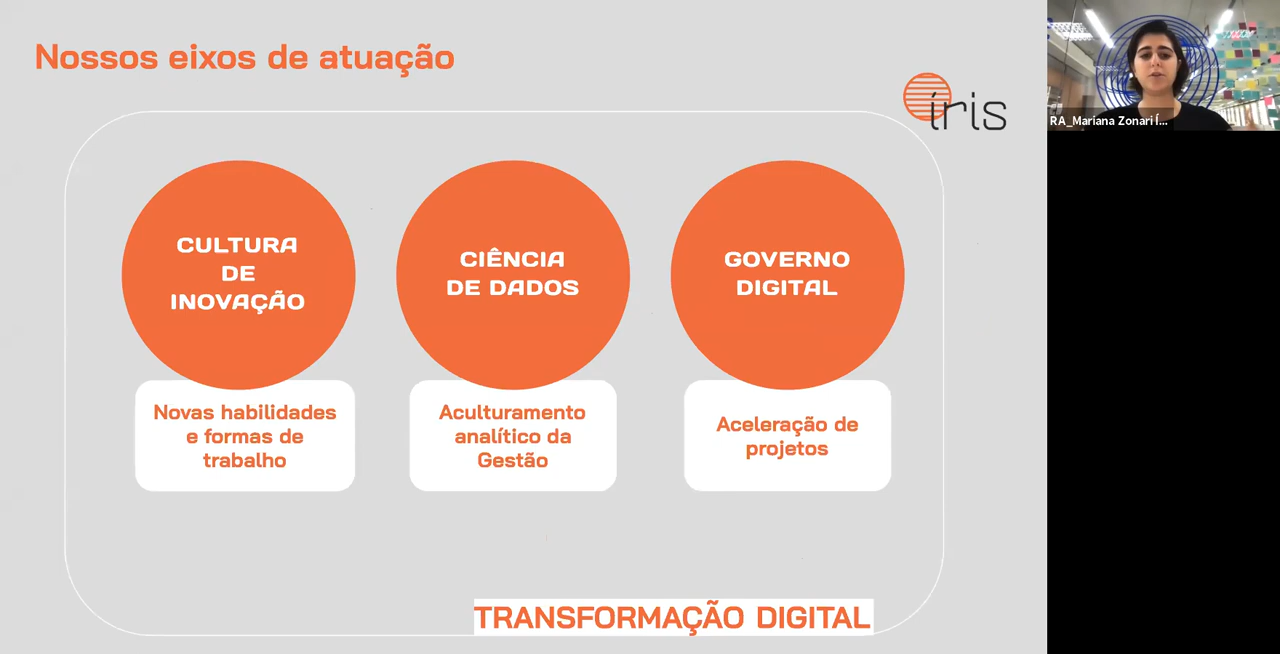 Nossos eixos de atuação
íris
CULTURA
DE
INOVAÇÃO
CIÊNCIA
DE DADOS
GOVERNO
DIGITAL
Novas habilidades
e formas de
trabalho
Aculturamento
analítico da
Gestão
Aceleração de
projetos
TRANSFORMAÇÃO DIGITAL
RA_Mariana Zonari Í...